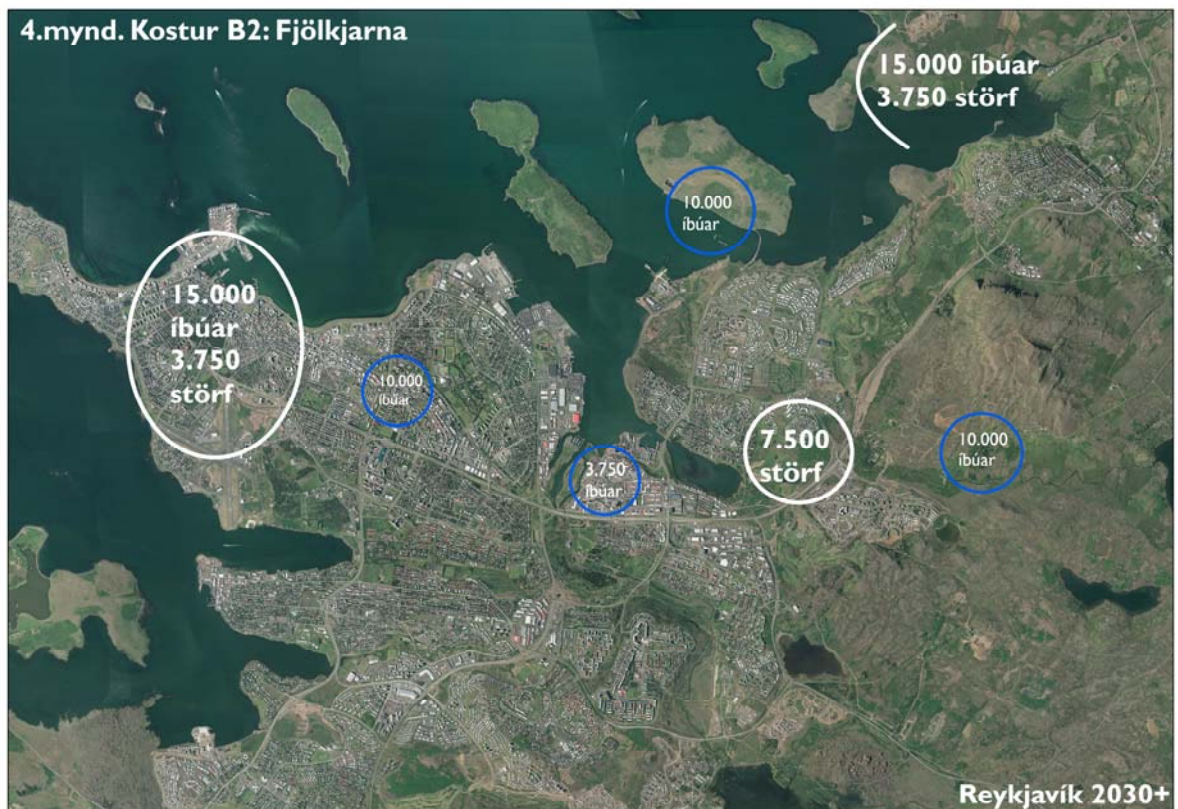 4.mynd. Kostur B2: Fjölkjarna
15.000 íbúar
3.750 störf
10.000
íbúar
15.000
íbúar
3.750
störf
10.000
íbúar
3.750
íbúar
7.500
störf
10.000
íbúar
Reykjavík 2030+